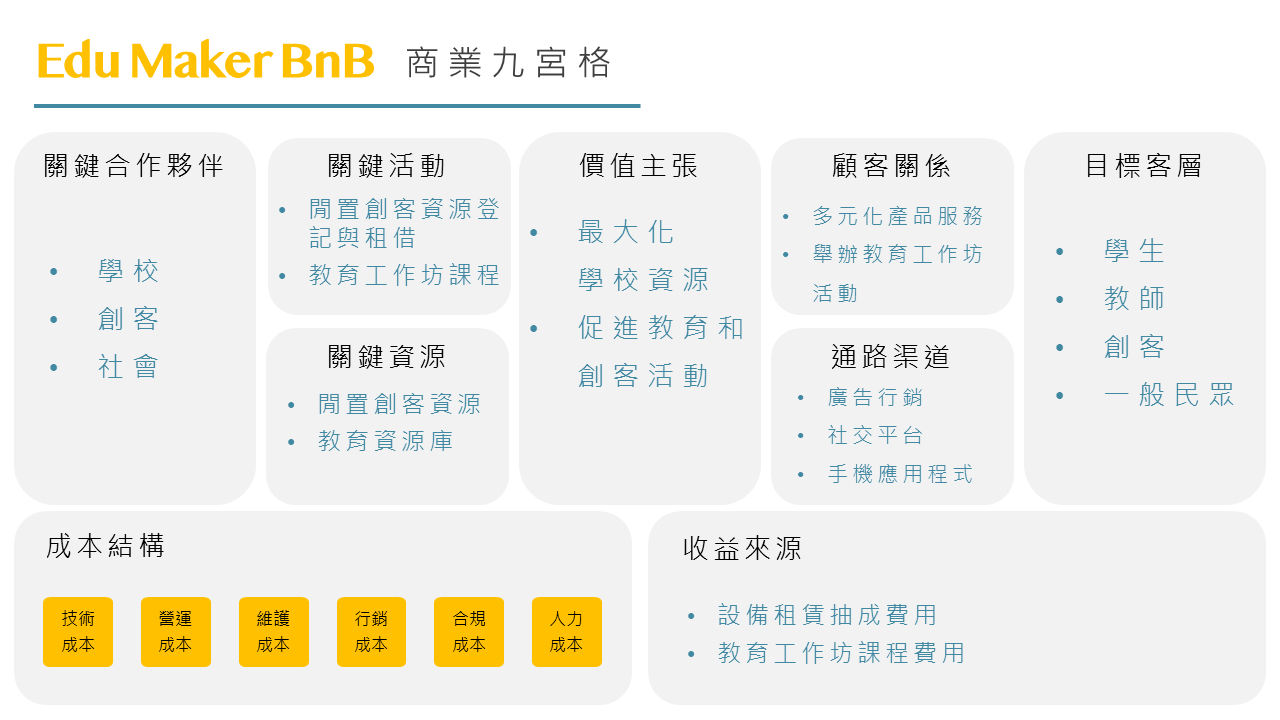 Edu Maker BnB 商業九宮格
關鍵合作夥伴
• 學校
• 創客
• 社會
關鍵活動
• 閒置創客資源登
記與租借
• 教育工作坊課程
關鍵資源
• 閒置創客資源
• 教育資源庫
價值主張
• 最大化
學校資源
• 促進教育和
創客活動
顧客關係
• 多元化產品服務
• 舉辦教育工作坊
活動
通路渠道
• 廣告行銷
• 社交平台
• 手機應用程式
目標客層
• 學生
• 教師
• 創客
• 一般民眾
成本結構
技術
成本
營運
成本
維護
成本
行銷
成本
合規
成本
人力
成本
收益來源
• 設備租賃抽成費用
• 教育工作坊課程費用